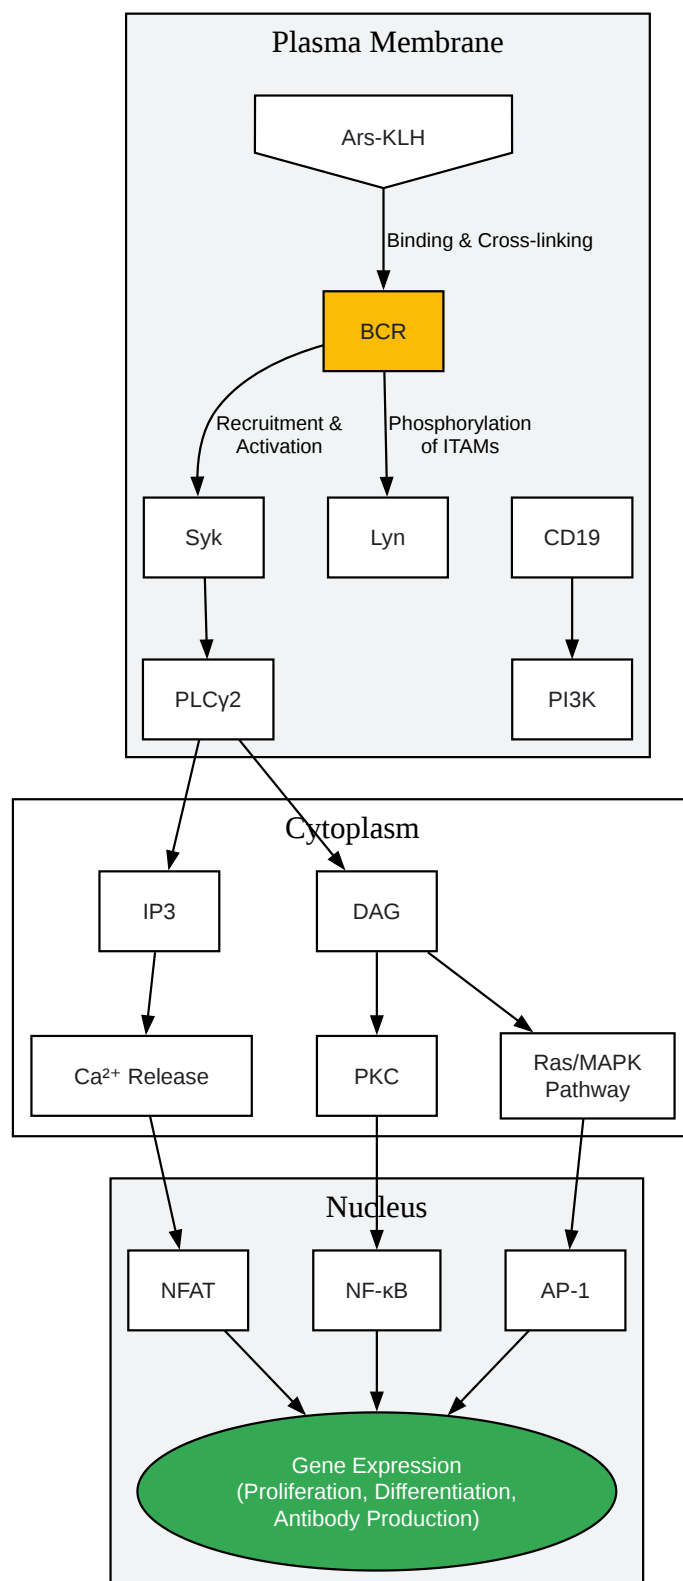 Plasma Membrane
Ars-KLH
Binding & Cross-linking
BCR
Recruitment &
Activation
Phosphorylation
of ITAMs
Syk
Lyn
CD19
PLCγ2
PI3K
Cytoplasm
IP3
DAG
Ca²⁺ Release
PKC
Ras/MAPK
Pathway
Nucleus
NFAT
NF-κB
AP-1
Gene Expression
(Proliferation, Differentiation,
Antibody Production)